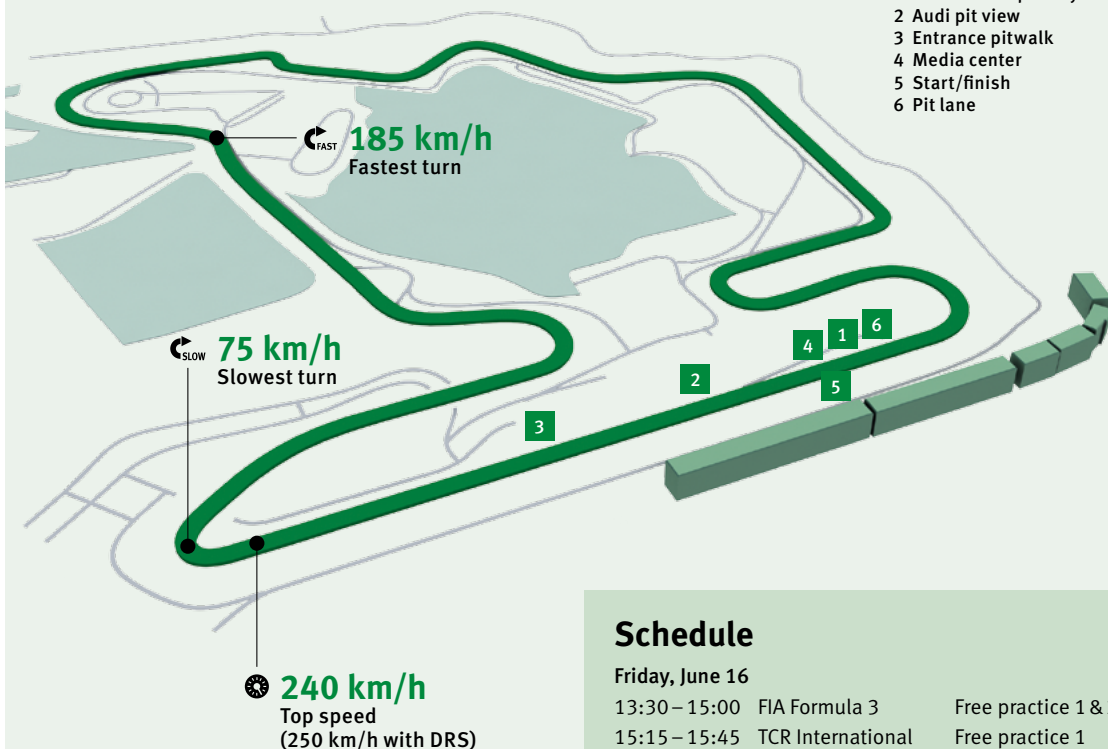 2 Audi pit view
3 Entrance pitwalk
4 Media center
5 Start/finish
6 Pit lane
FAST 185 km/h
Fastest turn
SLOW 75 km/h
Slowest turn
1
6
4
2
5
3
240 km/h
Top speed
(250 km/h with DRS)
Schedule
Friday, June 16
13:30 – 15:00 FIA Formula 3 Free practice 1 &
15:15 – 15:45 TCR International Free practice 1